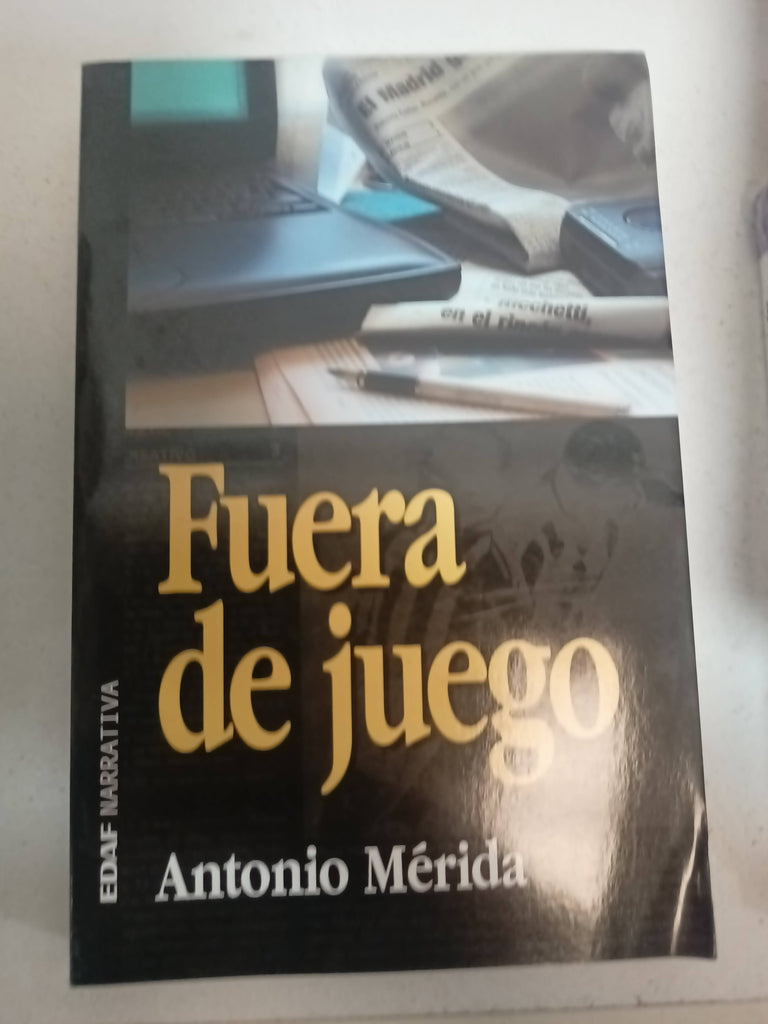 El Madrid
en el
Fuera
de juego
EDAF NARRATIVA
Antonio Mérida